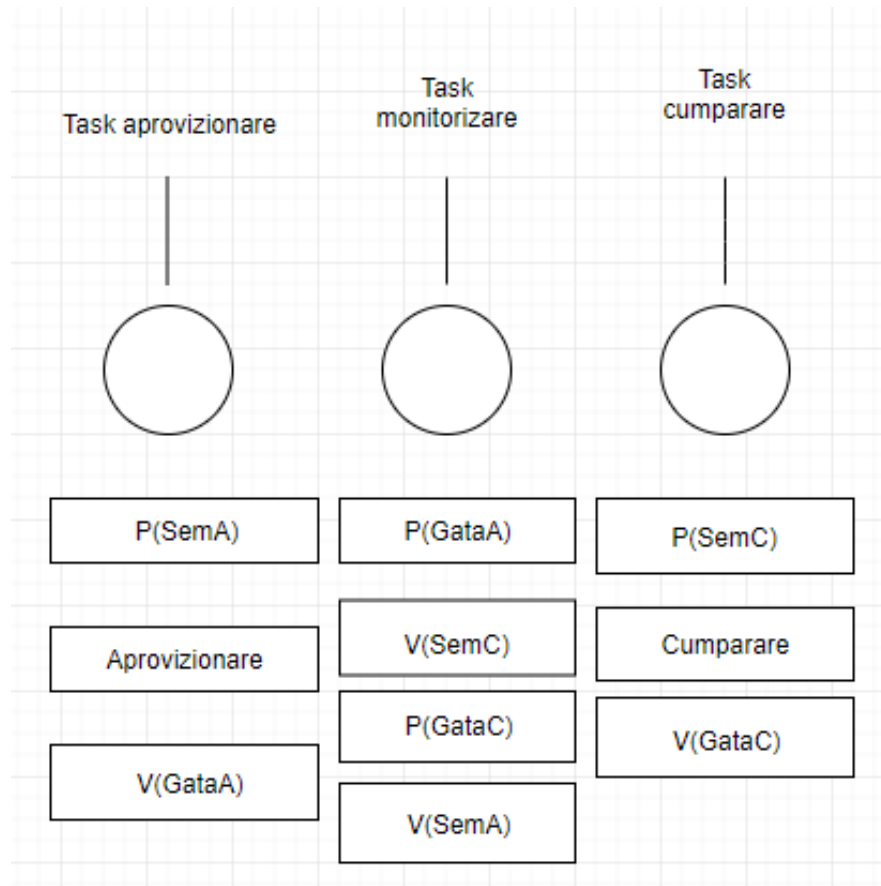 Task aprovizionare
Task
monitorizare
Task
cumparare
P(SemA)
P(GataA)
P(SemC)
Aprovizionare
V(SemC)
Cumparare
V(GataA)
P(GataC)
V(GataC)
V(SemA)